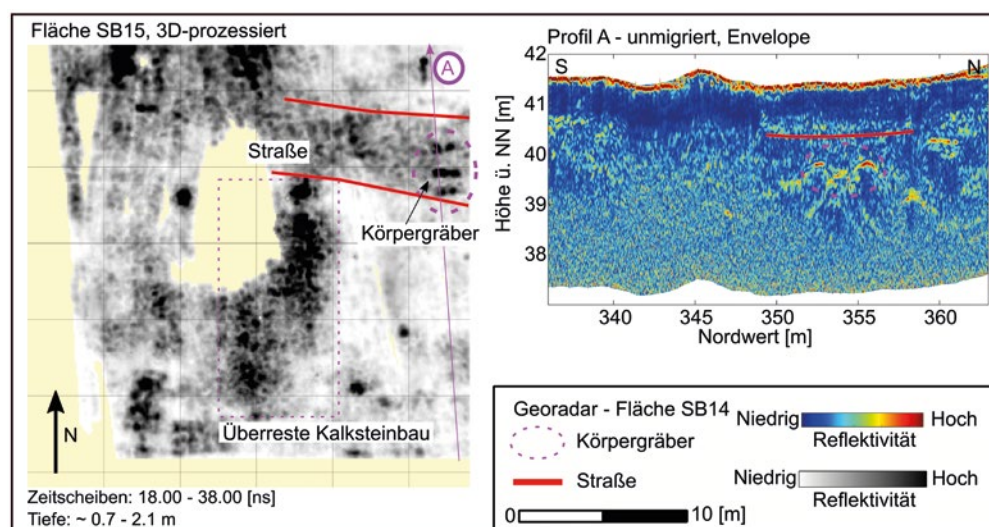 Fläche SB15, 3D-prozessiert
A
Straße
Körpergräber
Überreste Kalksteinbau
N
Zeitscheiben: 18.00 - 38.00 [ns]
Tiefe: ~ 0.7 - 2.1 m
Profil A - unmigriert, Envelope
42
S
N
41
40
39
38
Höhe ü. NN [m]
340 345 350 355 360
Nordwert [m]
Georadar - Fläche SB14
Körpergräber
Straße
0 10 [m]
Niedrig Hoch
Reflektivität
Niedrig Hoch
Reflektivität